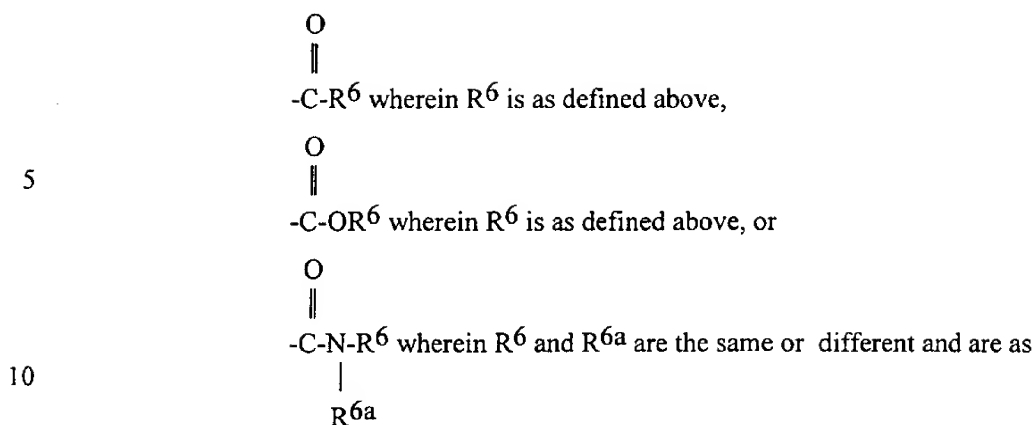 O
||
-C-R6 wherein R6 is as defined above,
O
5 ||
-C-OR6 wherein R6 is as defined above, or
O
||
-C-N-R6 wherein R6 and R6a are the same or different and are as
10 |
R6a